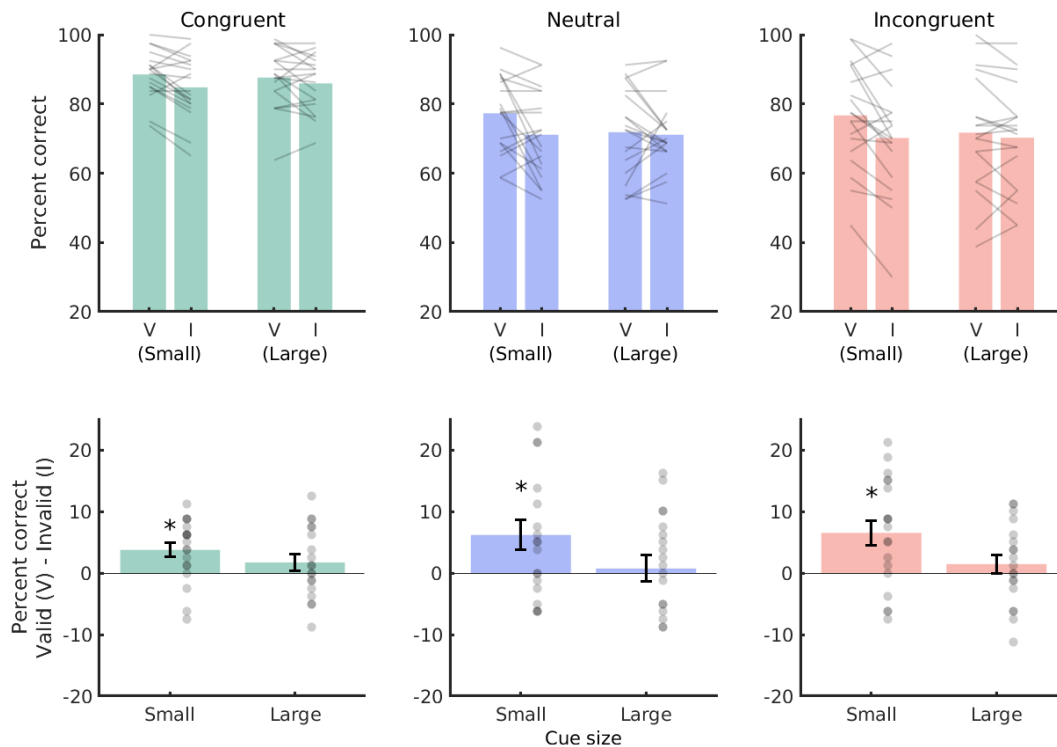 Congruent Neutral Incongruent
100 100 100
80 80 80
60 60 60
40 40 40
20 20 20
Percent correct
V I V I V I V I V I V I
(Small) (Large) (Small) (Large) (Small) (Large)
20 20 20
10 10 10
0 0 0
-10 -10 -10
-20 -20 -20
Percent correct
Valid (V) - Invalid (I)
* * *
Small Large Small Large Small Large
Cue size